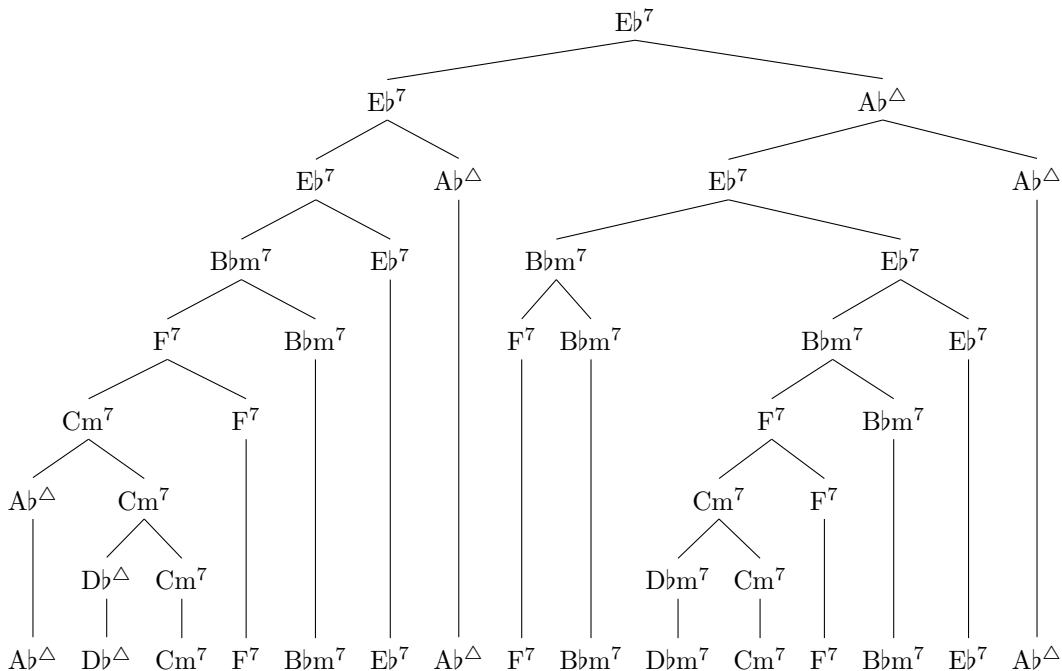 E♭⁷
E♭⁷ A♭△
E♭⁷ A♭△ E♭⁷ A♭△
B♭m⁷ E♭⁷ B♭m⁷ E♭⁷
F⁷ B♭m⁷ F⁷ B♭m⁷ B♭m⁷ E♭⁷
Cm⁷ F⁷ F⁷ B♭m⁷
A♭△ Cm⁷ Cm⁷ F⁷
D♭△ Cm⁷ D♭m⁷ Cm⁷
A♭△ D♭△ Cm⁷ F⁷ B♭m⁷ E♭⁷ A♭△ F⁷ B♭m⁷ D♭m⁷ Cm⁷ F⁷ B♭m⁷ E♭⁷ A♭△